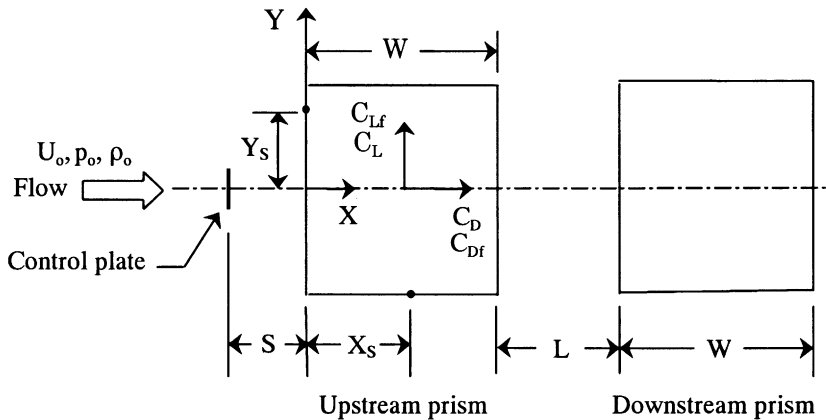 Y
W
C_Lf
C_L
Y_S
U_o, p_o, ρ_o
Flow
X
C_D
C_Df
Control plate
S
X_S
L
W
Upstream prism
Downstream prism